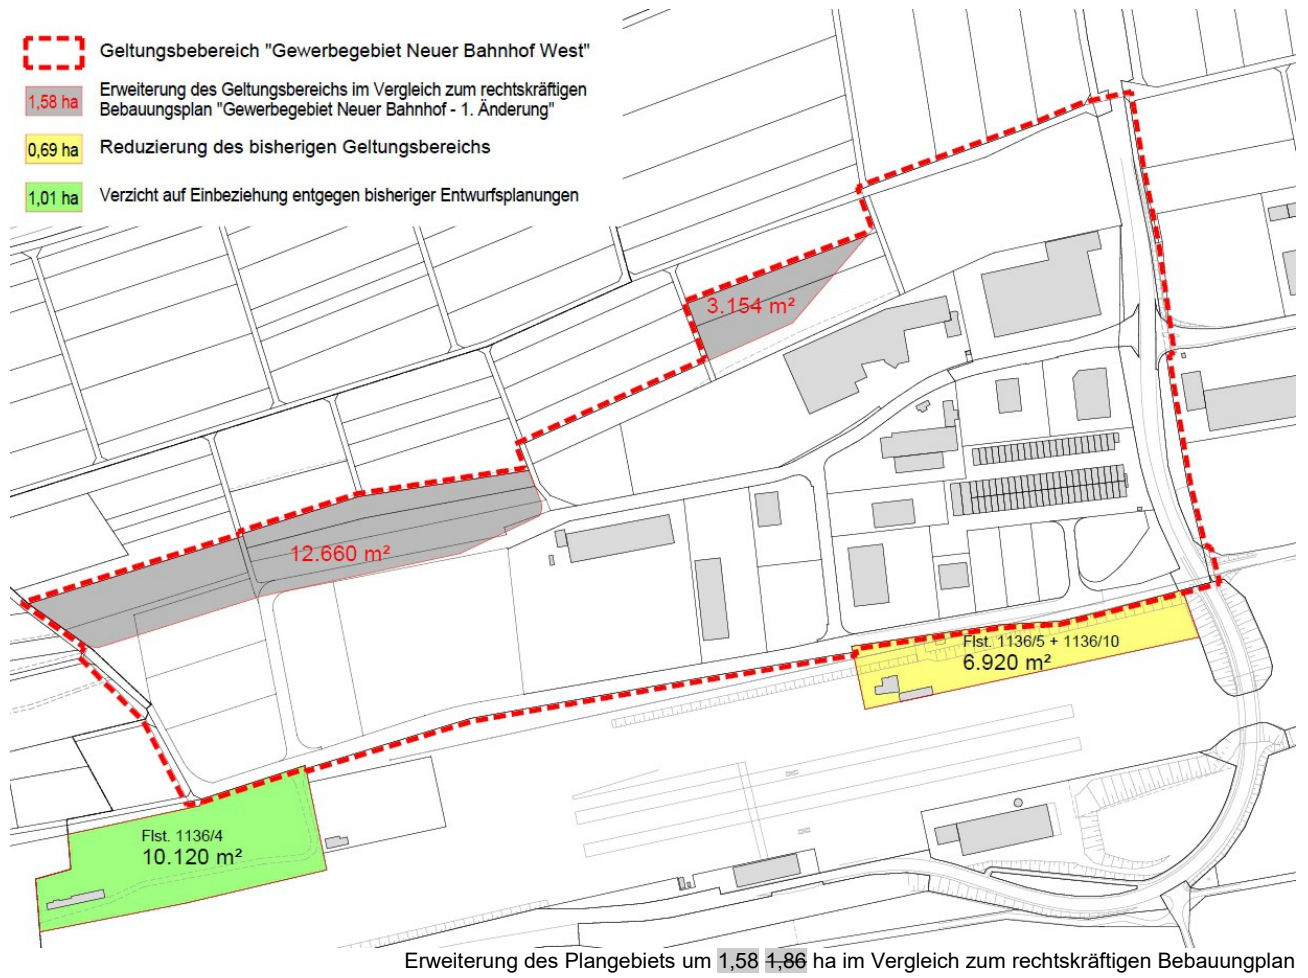 Geltungsbebereich "Gewerbegebiet Neuer Bahnhof West"
1,58 ha
Erweiterung des Geltungsbereichs im Vergleich zum rechtskräftigen
Bebauungsplan "Gewerbegebiet Neuer Bahnhof - 1. Änderung"
0,69 ha
Reduzierung des bisherigen Geltungsbereichs
1,01 ha
Verzicht auf Einbeziehung entgegen bisheriger Entwurfsplanungen
3.154 m²
12.660 m²
Flst. 1136/5 + 1136/10
6.920 m²
Flst. 1136/4
10.120 m²
Erweiterung des Plangebiets um 1,58 1,86 ha im Vergleich zum rechtskräftigen Bebauungsplan